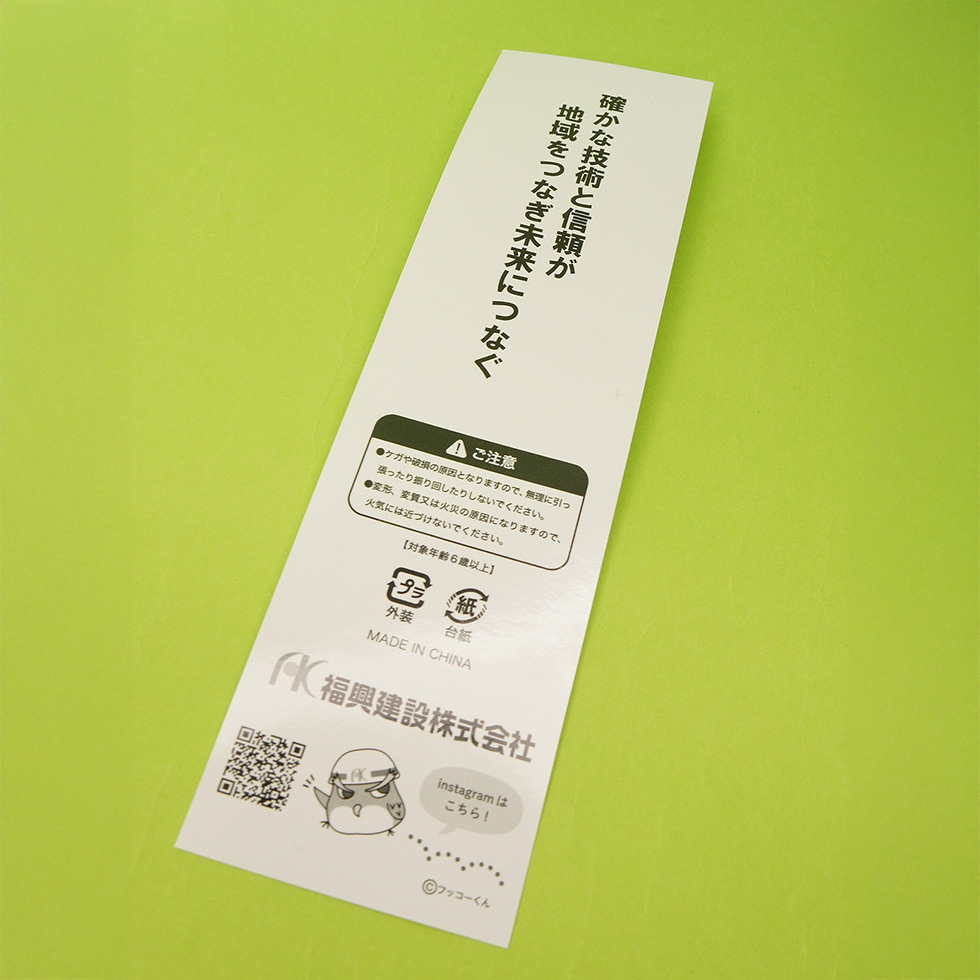 確かな技術と信頼が
地域をつなぎ未来につなぐ
ご注意
●ケガや破損の原因となりますので、無理に引っ
張ったり振り回したりしないでください。
●変形、変質又は火災の原因になりますので、
火気には近づけないでください。
【対象年齢6歳以上】
プラ
外装
紙
台紙
MADE IN CHINA
福興建設株式会社
instagramは
こちら!
©フッコーくん